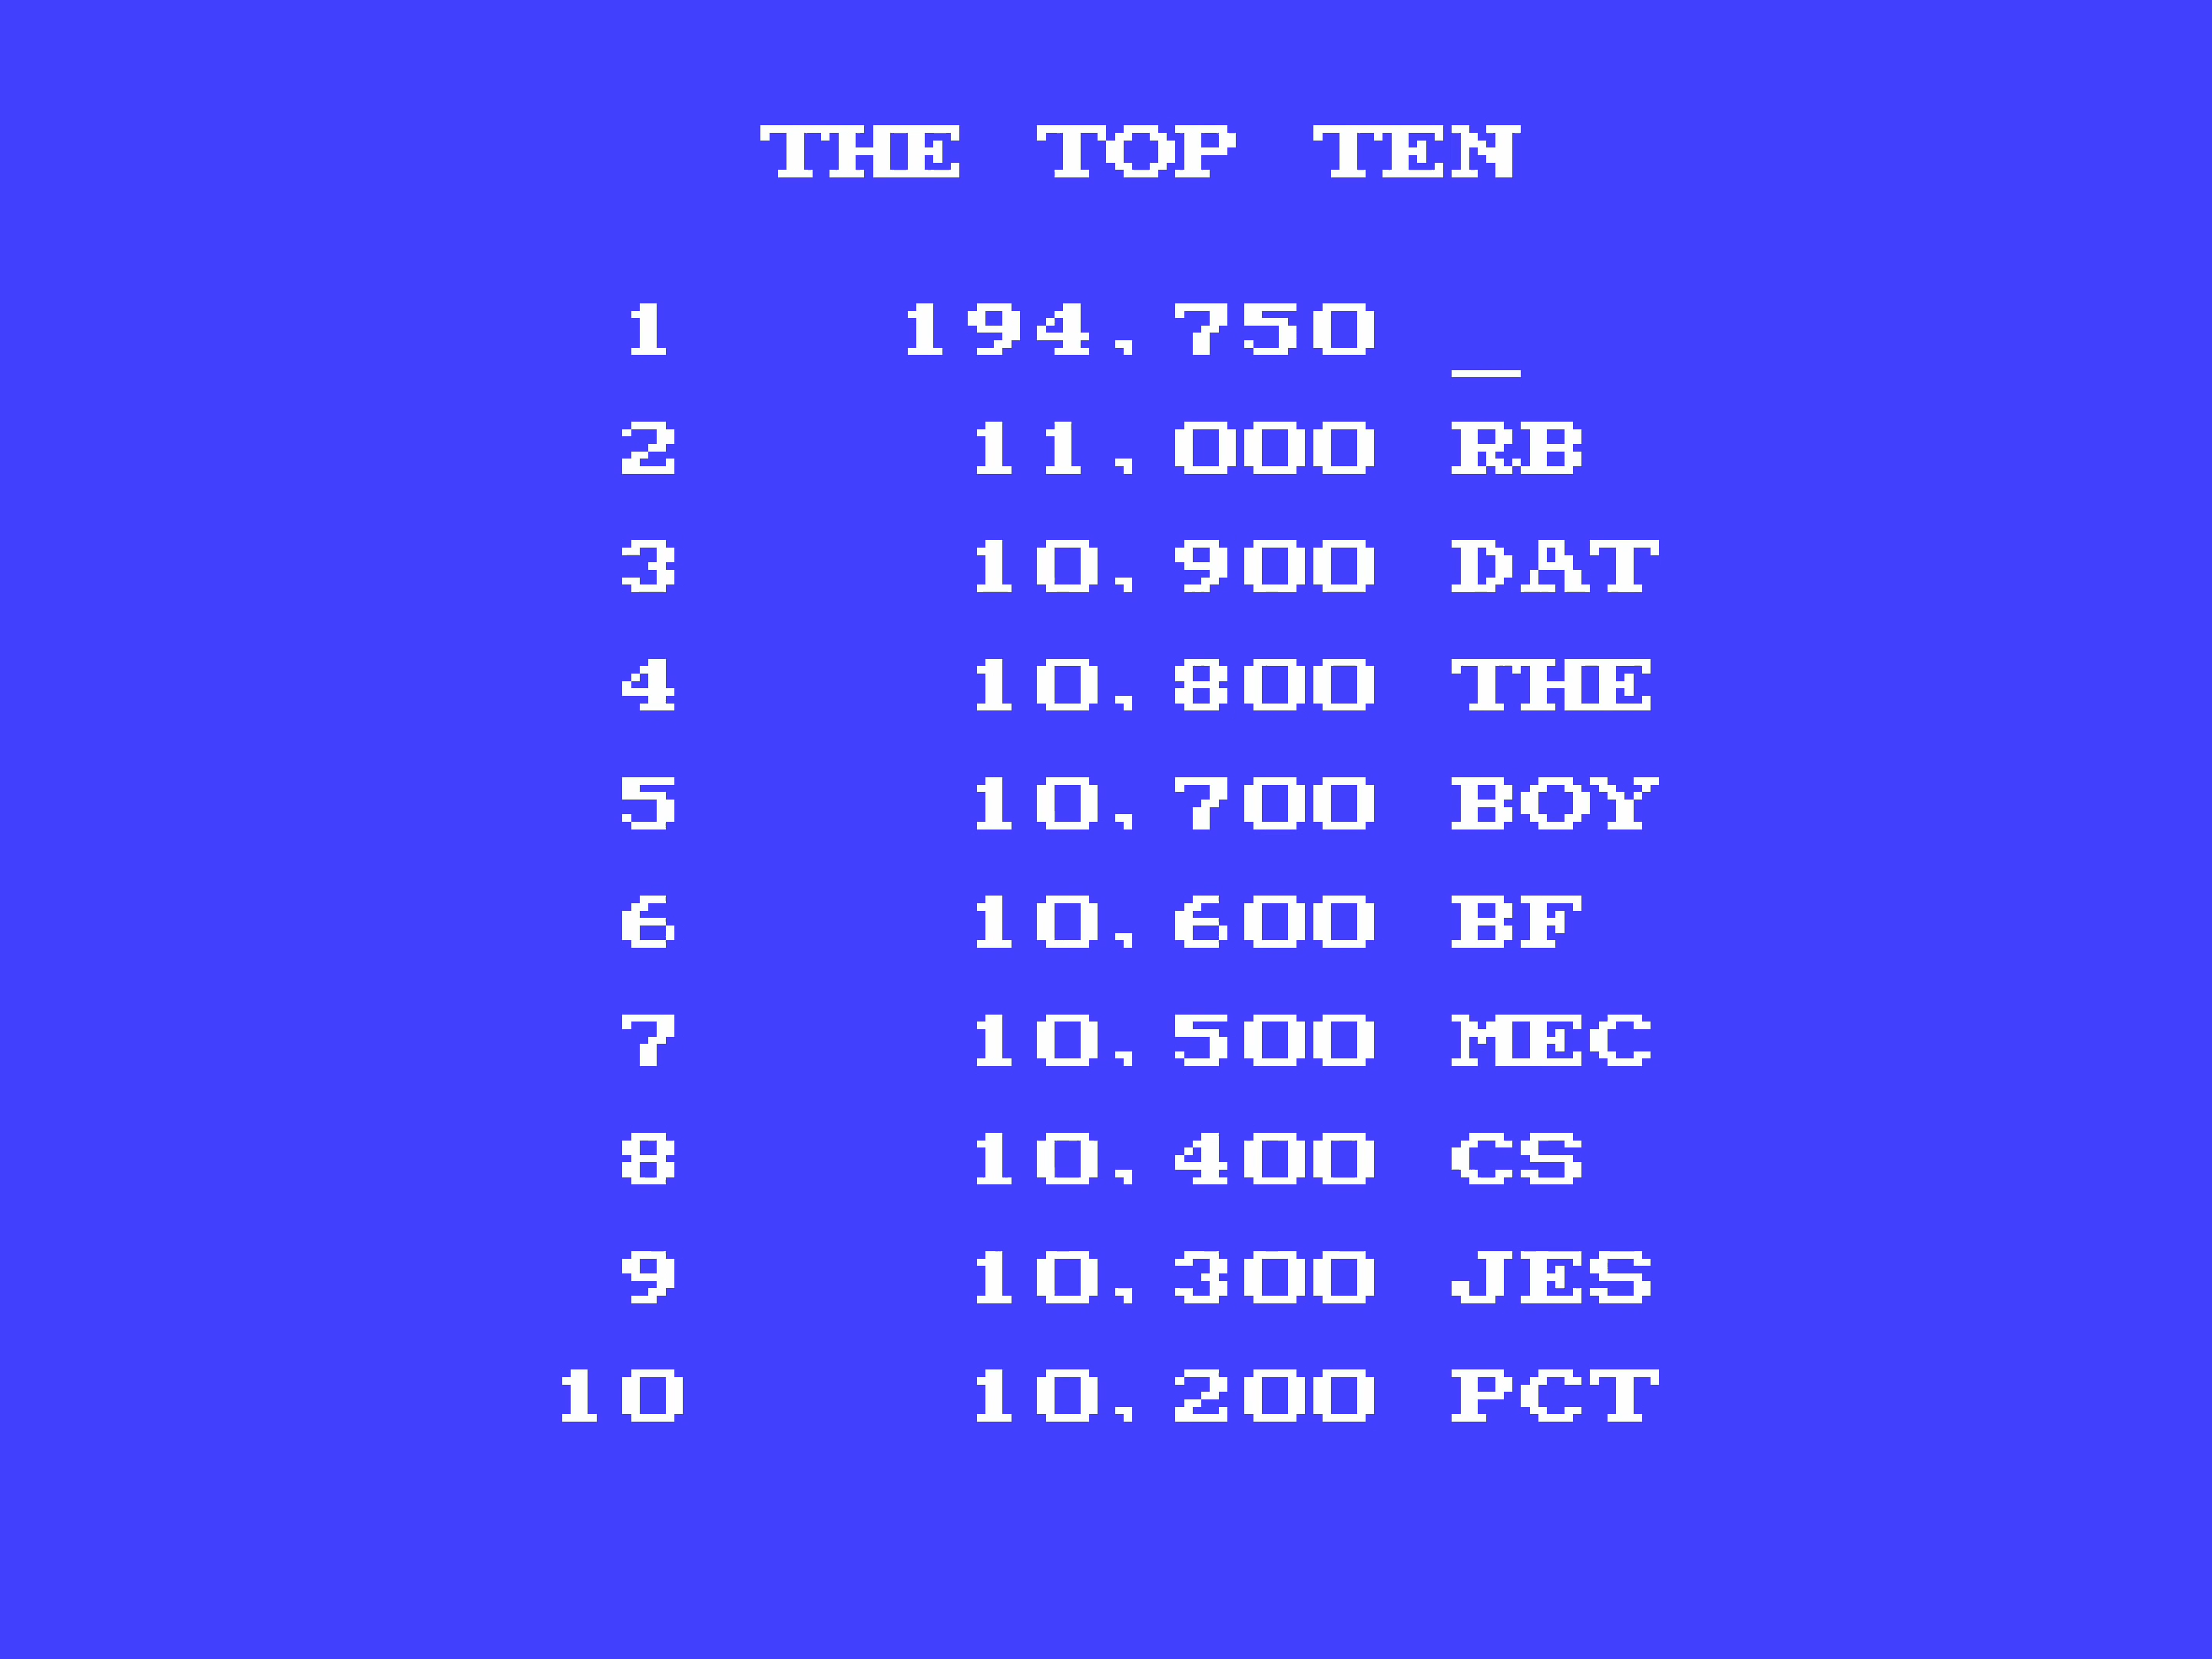 THE TOP TEN
1 194,750 _
2 11,000 RB
3 10,900 DAT
4 10,800 THE
5 10,700 BOY
6 10,600 BF
7 10,500 MEC
8 10,400 CS
9 10,300 JES
10 10,200 PCT